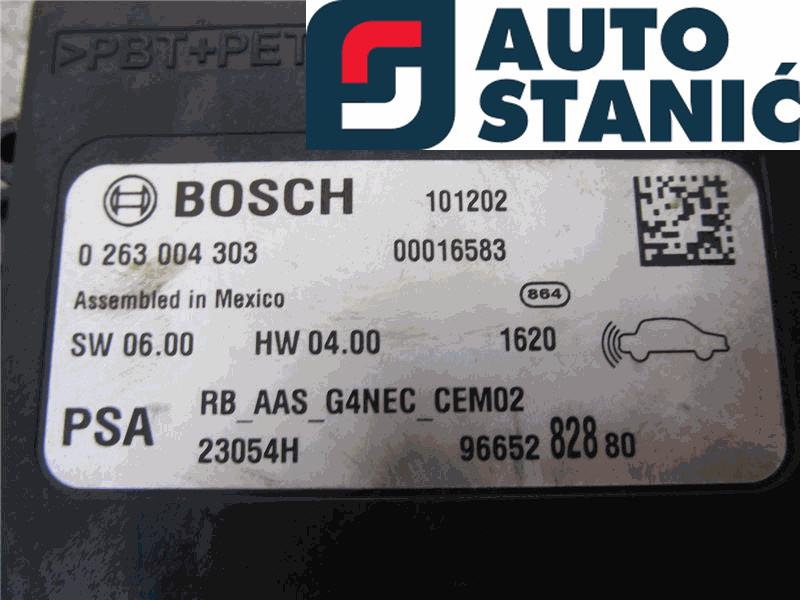 >PBT+PET
AUTO
STANIĆ
BOSCH 101202
0 263 004 303 00016583
Assembled in Mexico 864
SW 06.00 HW 04.00 1620
RB_AAS_G4NEC_CEM02
PSA
23054H 96652 828 80